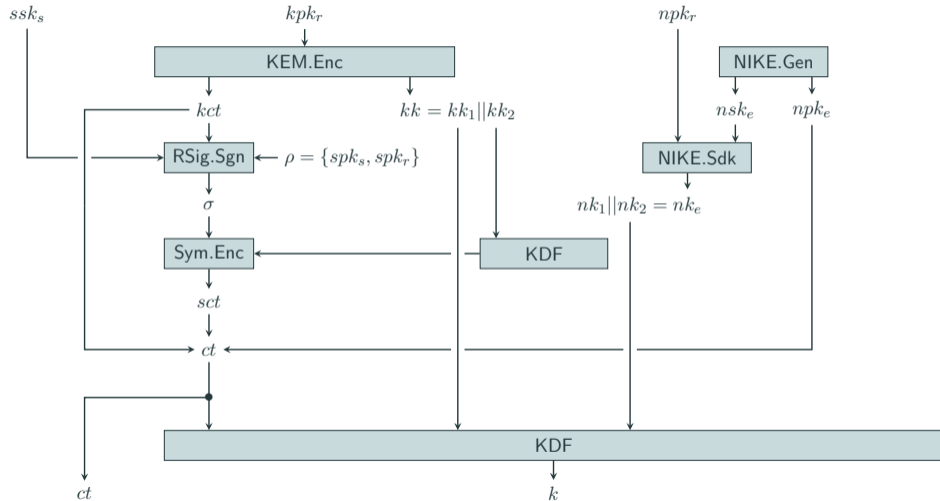 ssk_s kpk_r npk_r
KEM.Enc NIKE.Gen
kct kk = kk_1||kk_2 nsk_e npk_e
RSig.Sgn ρ = {spk_s, spk_r} NIKE.Sdk
σ nk_1||nk_2 = nk_e
Sym.Enc KDF
sct
ct
KDF
ct k